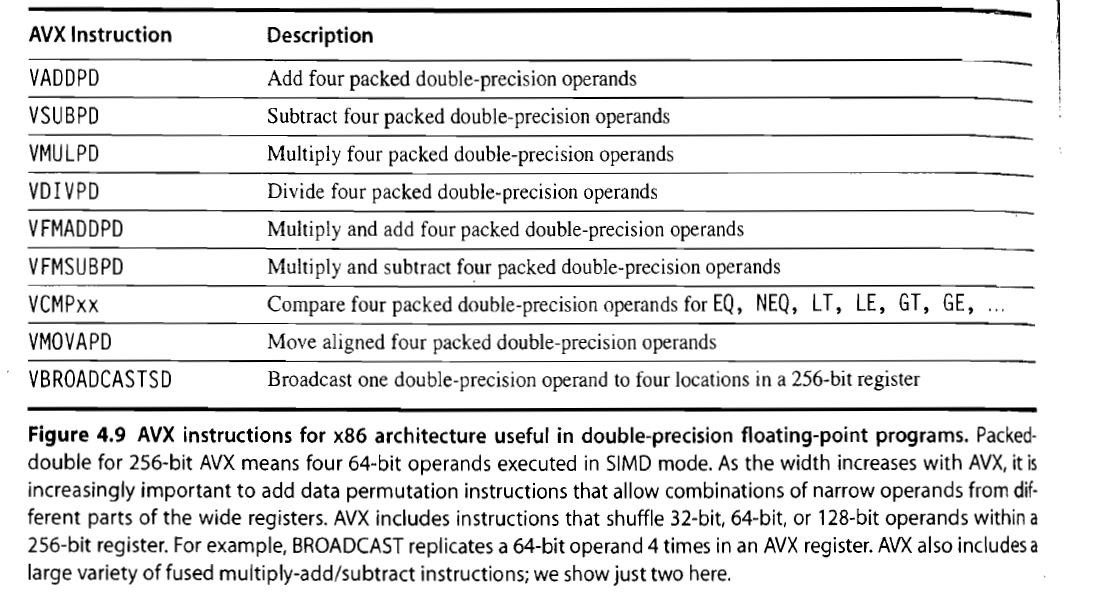 AVX Instruction Description
VADDPD Add four packed double-precision operands
VSUBPD Subtract four packed double-precision operands
VMULPD Multiply four packed double-precision operands
VDIVPD Divide four packed double-precision operands
VFMADDPD Multiply and add four packed double-precision operands
VFMSUBPD Multiply and subtract four packed double-precision operands
VCMPxx Compare four packed double-precision operands for EQ, NEQ, LT, LE, GT, GE, ...
VMOVAPD Move aligned four packed double-precision operands
VBROADCASTSD Broadcast one double-precision operand to four locations in a 256-bit register
Figure 4.9 AVX instructions for x86 architecture useful in double-precision floating-point programs. Packed-
double for 256-bit AVX means four 64-bit operands executed in SIMD mode. As the width increases with AVX, it is
increasingly important to add data permutation instructions that allow combinations of narrow operands from dif-
ferent parts of the wide registers. AVX includes instructions that shuffle 32-bit, 64-bit, or 128-bit operands within a
256-bit register. For example, BROADCAST replicates a 64-bit operand 4 times in an AVX register. AVX also includes a
large variety of fused multiply-add/subtract instructions; we show just two here.